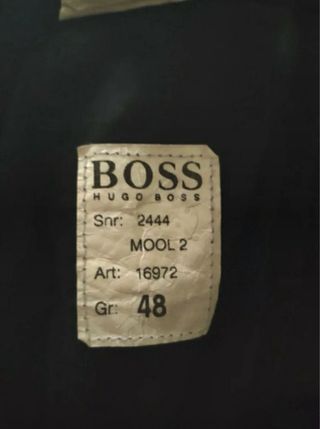 BOSS
HUGO BOSS
Snr: 2444
MOOL 2
Art: 16972
Gr: 48